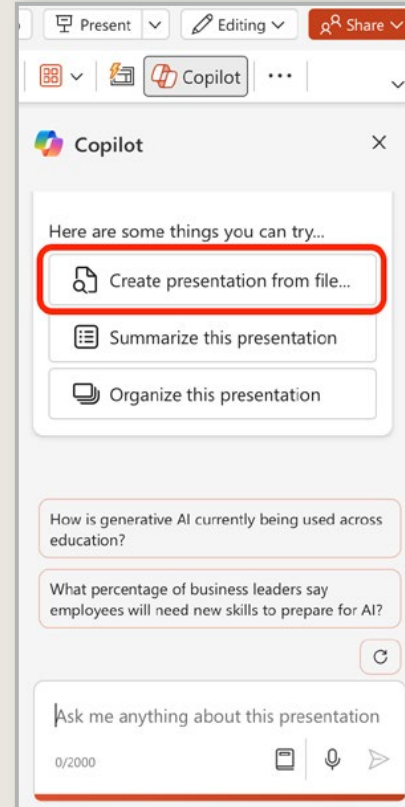 Present
Editing
Share
Copilot
Copilot
Here are some things you can try...
Create presentation from file...
Summarize this presentation
Organize this presentation
How is generative AI currently being used across
education?
What percentage of business leaders say
employees will need new skills to prepare for AI?
Ask me anything about this presentation
0/2000